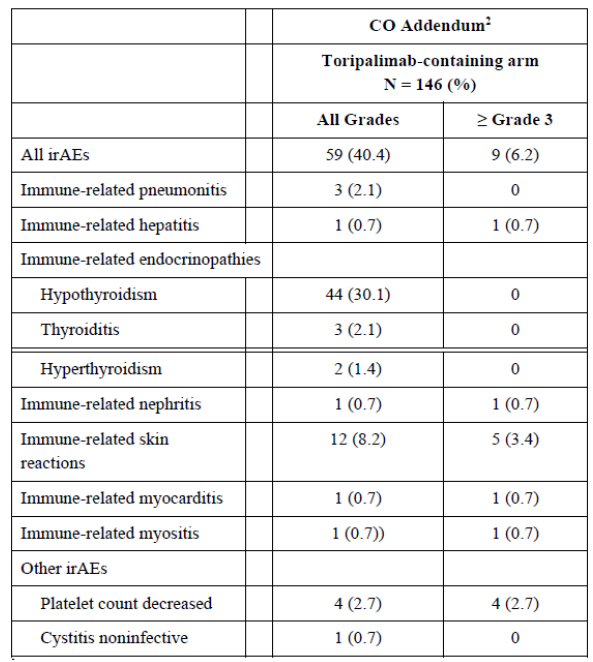 CO Addendum²
Toripalimab-containing arm
N = 146 (%)
All Grades ≥ Grade 3
All irAEs 59 (40.4) 9 (6.2)
Immune-related pneumonitis 3 (2.1) 0
Immune-related hepatitis 1 (0.7) 1 (0.7)
Immune-related endocrinopathies
Hypothyroidism 44 (30.1) 0
Thyroiditis 3 (2.1) 0
Hyperthyroidism 2 (1.4) 0
Immune-related nephritis 1 (0.7) 1 (0.7)
Immune-related skin 12 (8.2) 5 (3.4)
reactions
Immune-related myocarditis 1 (0.7) 1 (0.7)
Immune-related myositis 1 (0.7)) 1 (0.7)
Other irAEs
Platelet count decreased 4 (2.7) 4 (2.7)
Cystitis noninfective 1 (0.7) 0